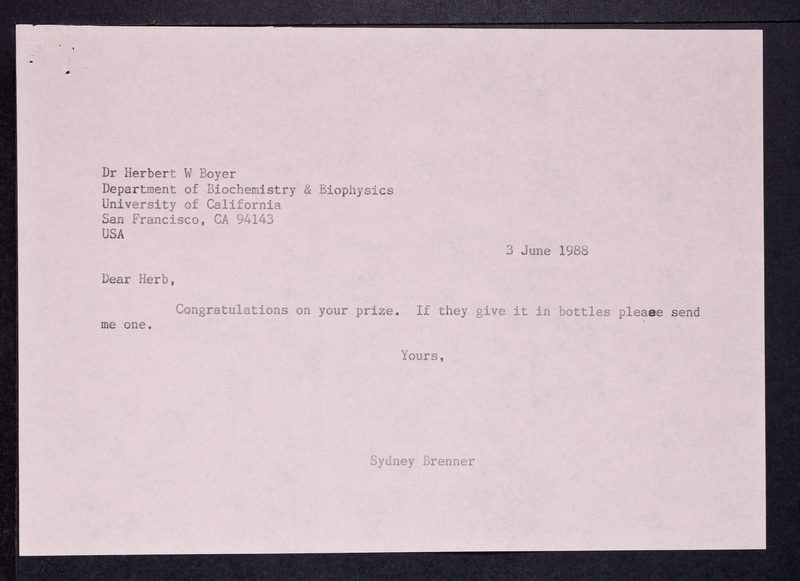 Dr Herbert W Boyer
Department of Biochemistry & Biophysics
University of California
San Francisco, CA 94143
USA
3 June 1988
Dear Herb,
Congratulations on your prize. If they give it in bottles please send
me one.
Yours,
Sydney Brenner